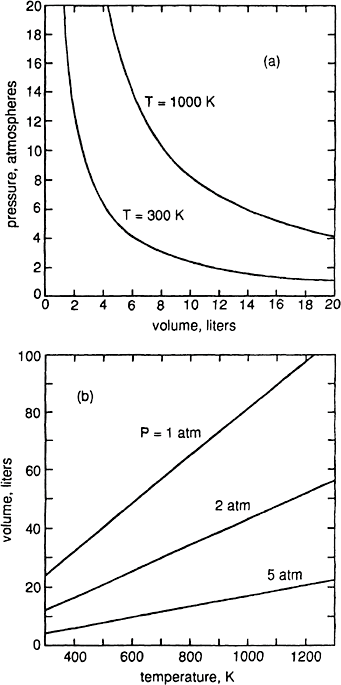 20
18
16
14
12
10
8
6
4
2
pressure, atmospheres
(a)
T = 1000 K
T = 300 K
0 2 4 6 8 10 12 14 16 18 20
volume, liters
100
80
60
40
20
0
volume, liters
(b)
P = 1 atm
2 atm
5 atm
400 600 800 1000 1200
temperature, K